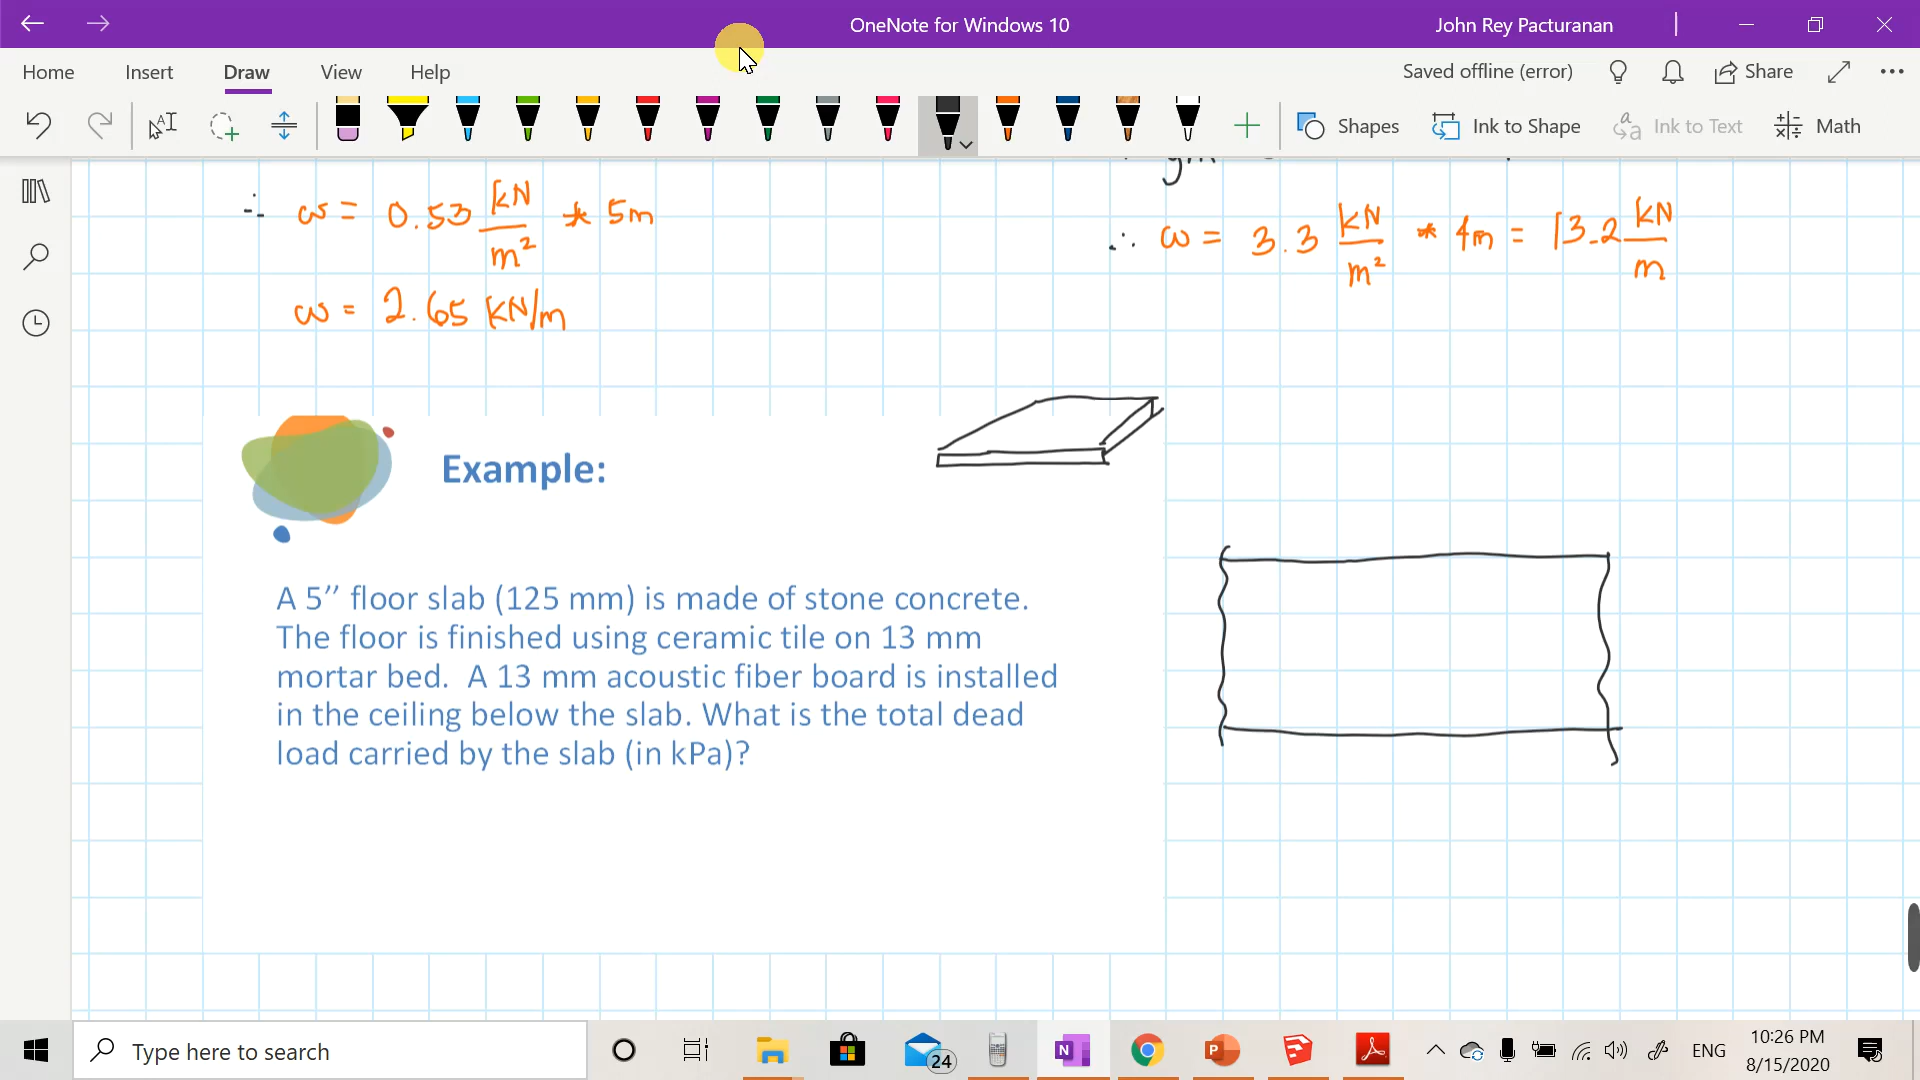 OneNote for Windows 10
John Rey Pacturanan
Home Insert Draw View Help
Saved offline (error) Share
Shapes Ink to Shape Ink to Text Math
∴ w = 0.53 kN/m² * 5m
w = 2.65 kN/m
∴ w = 3.3 kN/m² * 4m = 13.2 kN/m
Example:
A 5’’ floor slab (125 mm) is made of stone concrete.
The floor is finished using ceramic tile on 13 mm
mortar bed. A 13 mm acoustic fiber board is installed
in the ceiling below the slab. What is the total dead
load carried by the slab (in kPa)?
Type here to search
24
ENG
10:26 PM
8/15/2020